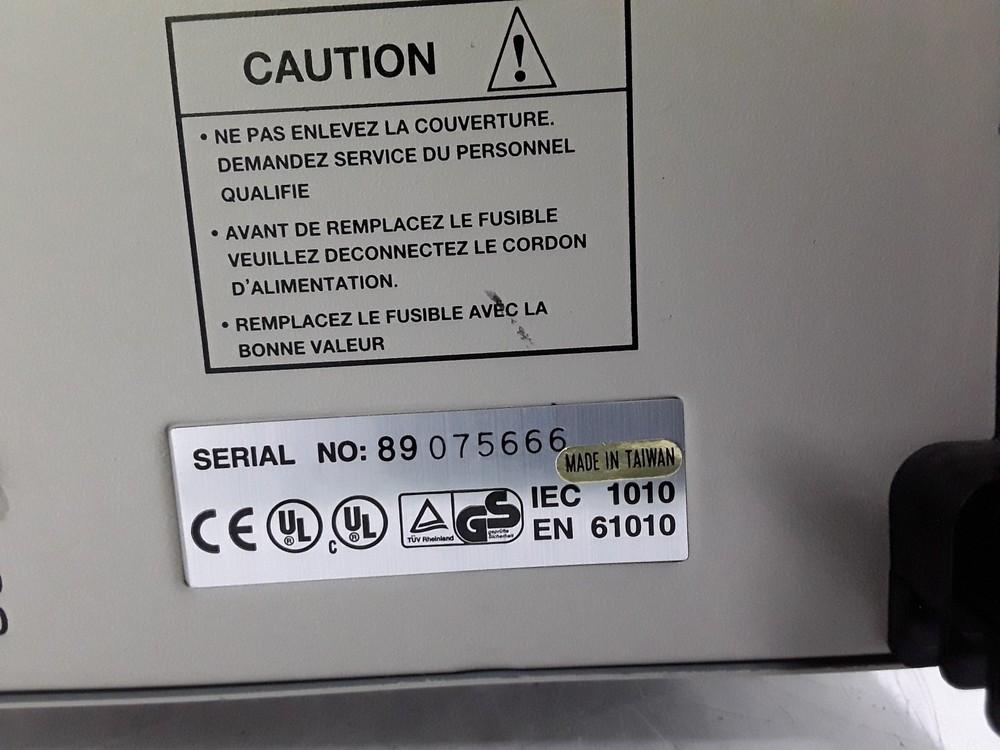 CAUTION
• NE PAS ENLEVEZ LA COUVERTURE.
DEMANDEZ SERVICE DU PERSONNEL
QUALIFIE
• AVANT DE REMPLACEZ LE FUSIBLE
VEUILLEZ DECONNECTEZ LE CORDON
D'ALIMENTATION.
• REMPLACEZ LE FUSIBLE AVEC LA
BONNE VALEUR
SERIAL NO: 89 075666
MADE IN TAIWAN
CE UL ® C UL ® TÜV Rheinland GS geprüfte Sicherheit
IEC 1010
EN 61010